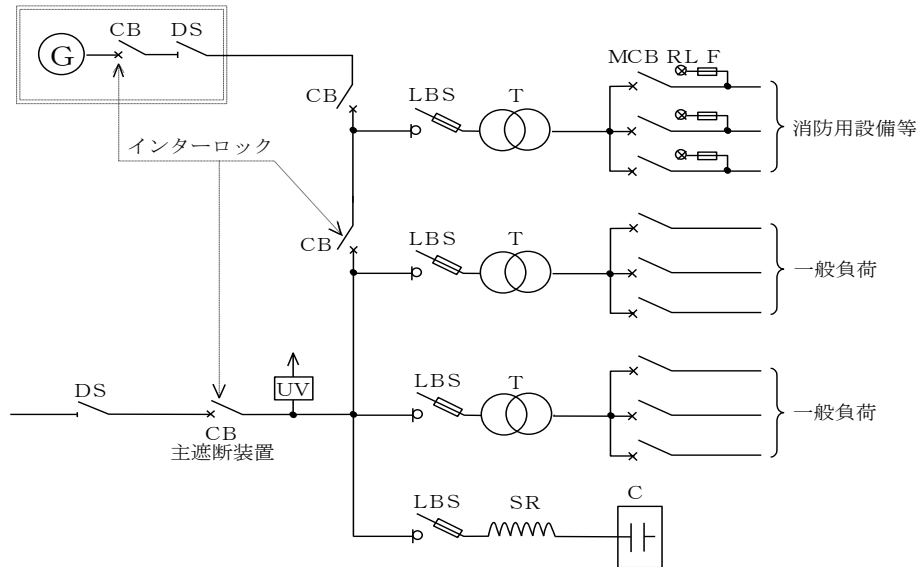 CB DS
G
CB
LBS T MCB RL F
消防用設備等
インターロック
CB
LBS T
一般負荷
DS
UV
LBS T
一般負荷
CB
主遮断装置
LBS SR C